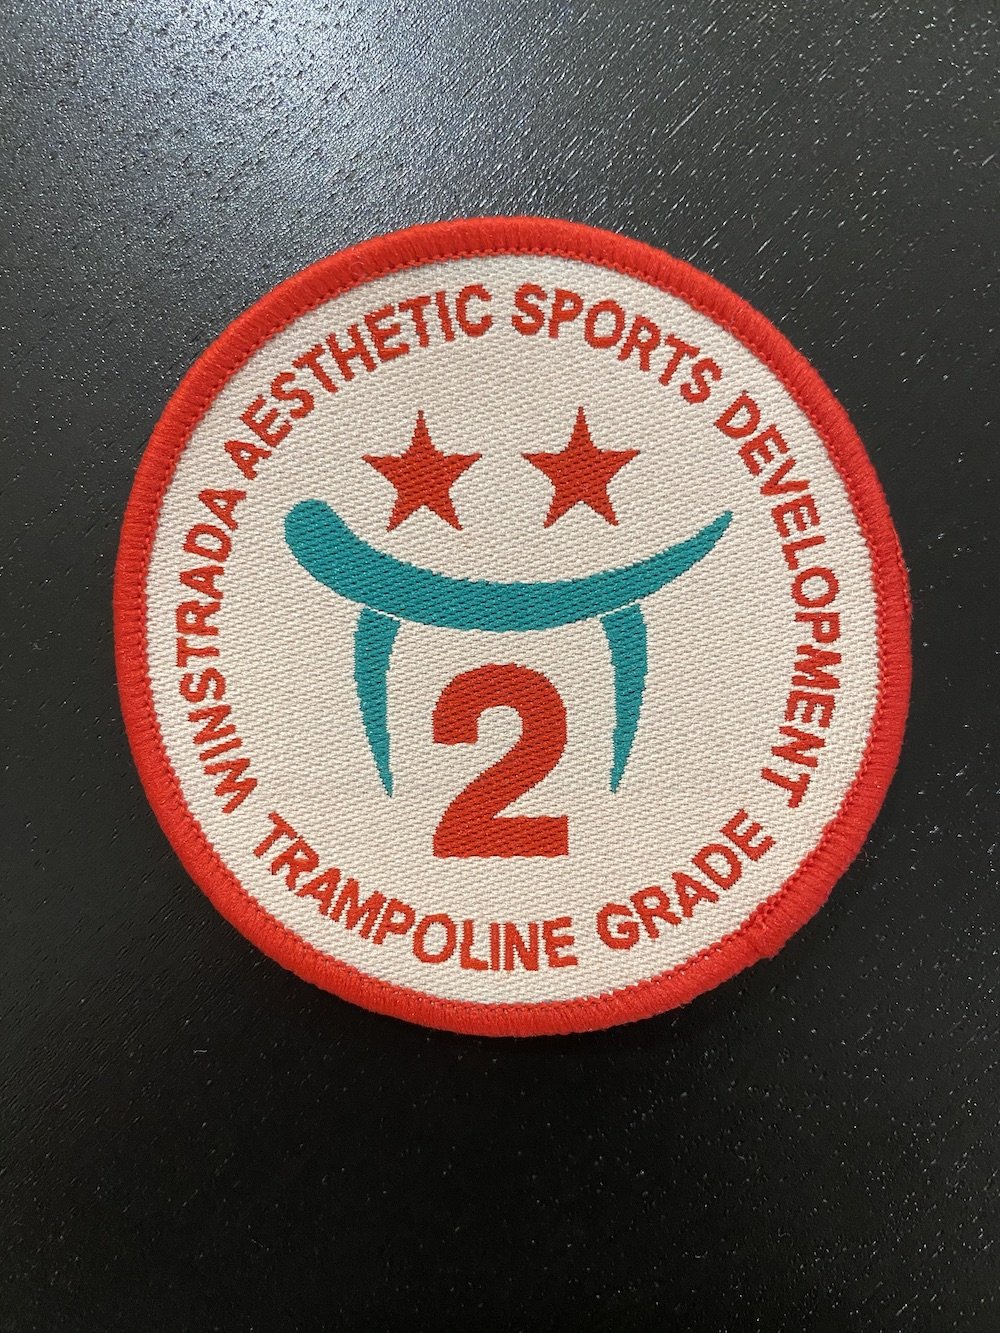 WINSTRADA AESTHETIC SPORTS DEVELOPMENT
2
TRAMPOLINE GRADE